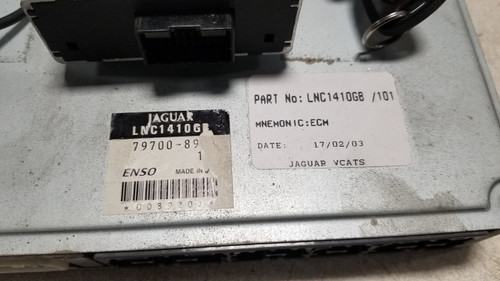 JAGUAR
LNC1410GB
79700-89
1
ENSO MADE IN
PART No: LNC1410GB /101
MNEMONIC:ECM
DATE: 17/02/03
JAGUAR VCATS